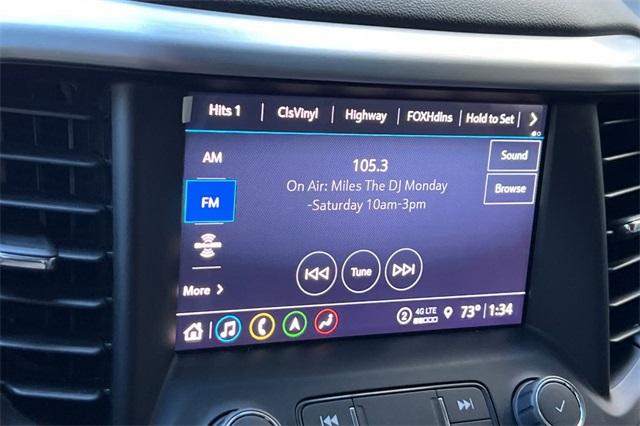 Hits 1 ClsVinyl Highway FOXHdlns Hold to Set
AM
105.3
Sound
On Air: Miles The DJ Monday
-Saturday 10am-3pm
FM
Browse
Tune
More
2 4G LTE 73° 1:34